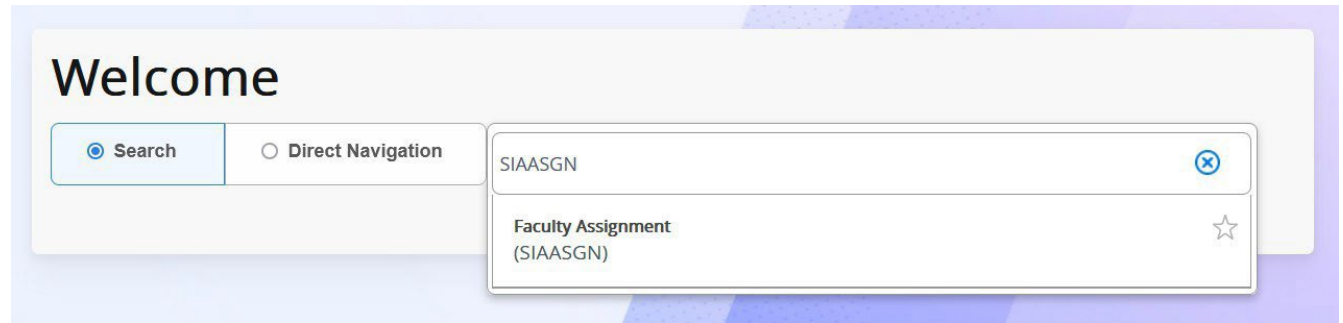 Welcome
Search
Direct Navigation
SIAASGN
Faculty Assignment
(SIAASGN)